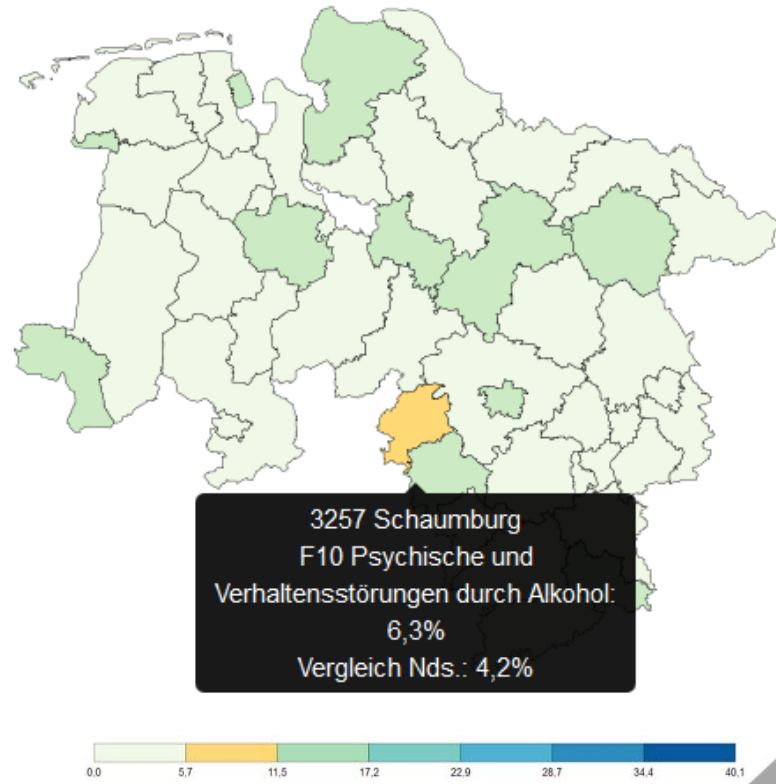 3257 Schaumburg
F10 Psychische und
Verhaltensstörungen durch Alkohol:
6,3%
Vergleich Nds.: 4,2%
0,0 5,7 11,5 17,2 22,9 28,7 34,4 40,1